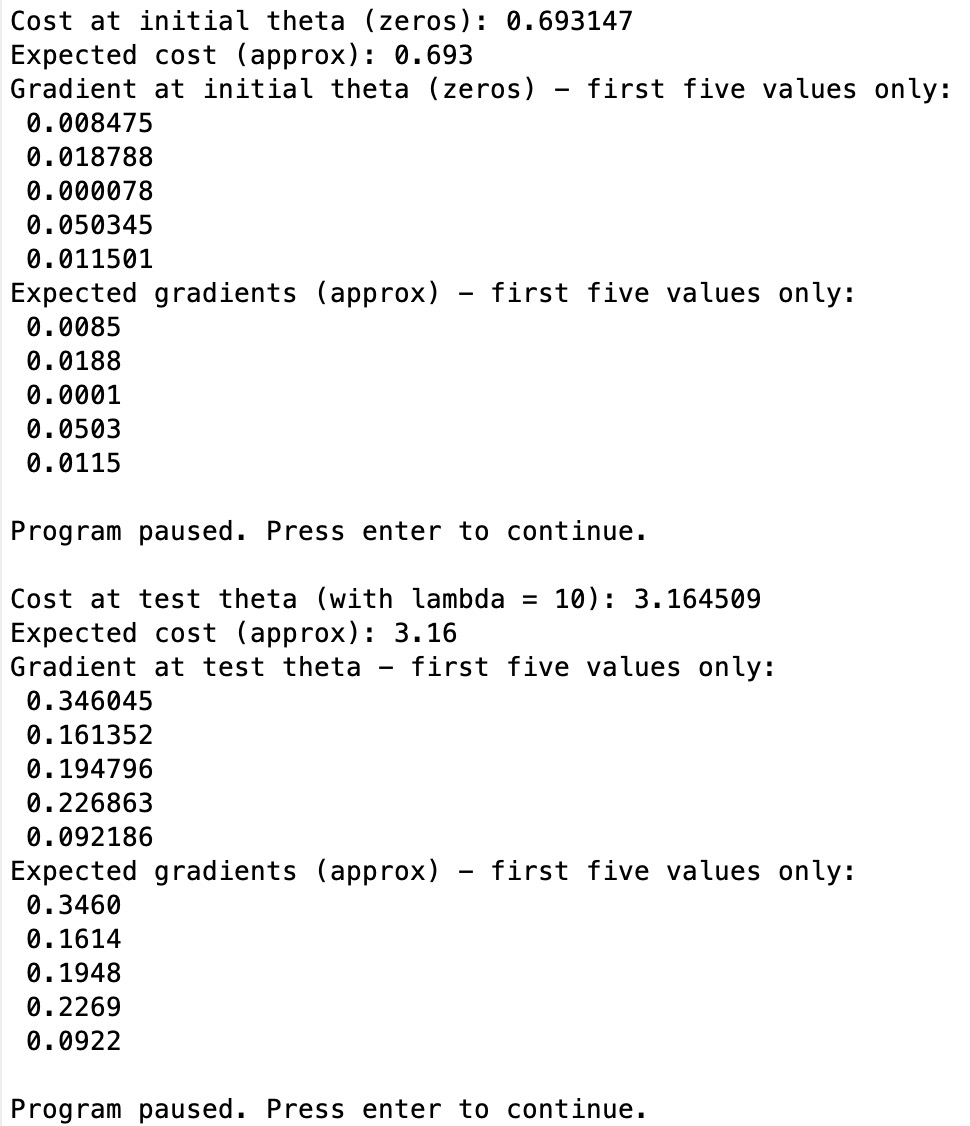 Cost at initial theta (zeros): 0.693147
Expected cost (approx): 0.693
Gradient at initial theta (zeros) - first five values only:
0.008475
0.018788
0.000078
0.050345
0.011501
Expected gradients (approx) - first five values only:
0.0085
0.0188
0.0001
0.0503
0.0115
Program paused. Press enter to continue.
Cost at test theta (with lambda = 10): 3.164509
Expected cost (approx): 3.16
Gradient at test theta - first five values only:
0.346045
0.161352
0.194796
0.226863
0.092186
Expected gradients (approx) - first five values only:
0.3460
0.1614
0.1948
0.2269
0.0922
Program paused. Press enter to continue.